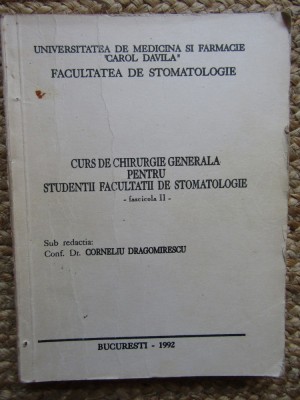 UNIVERSITATEA DE MEDICINA SI FARMACIE
"CAROL DAVILA"
FACULTATEA DE STOMATOLOGIE
CURS DE CHIRURGIE GENERALA
PENTRU
STUDENTII FACULTATII DE STOMATOLOGIE
- fascicula II -
Sub redactia:
Conf. Dr. CORNELIU DRAGOMIRESCU
BUCURESTI - 1992